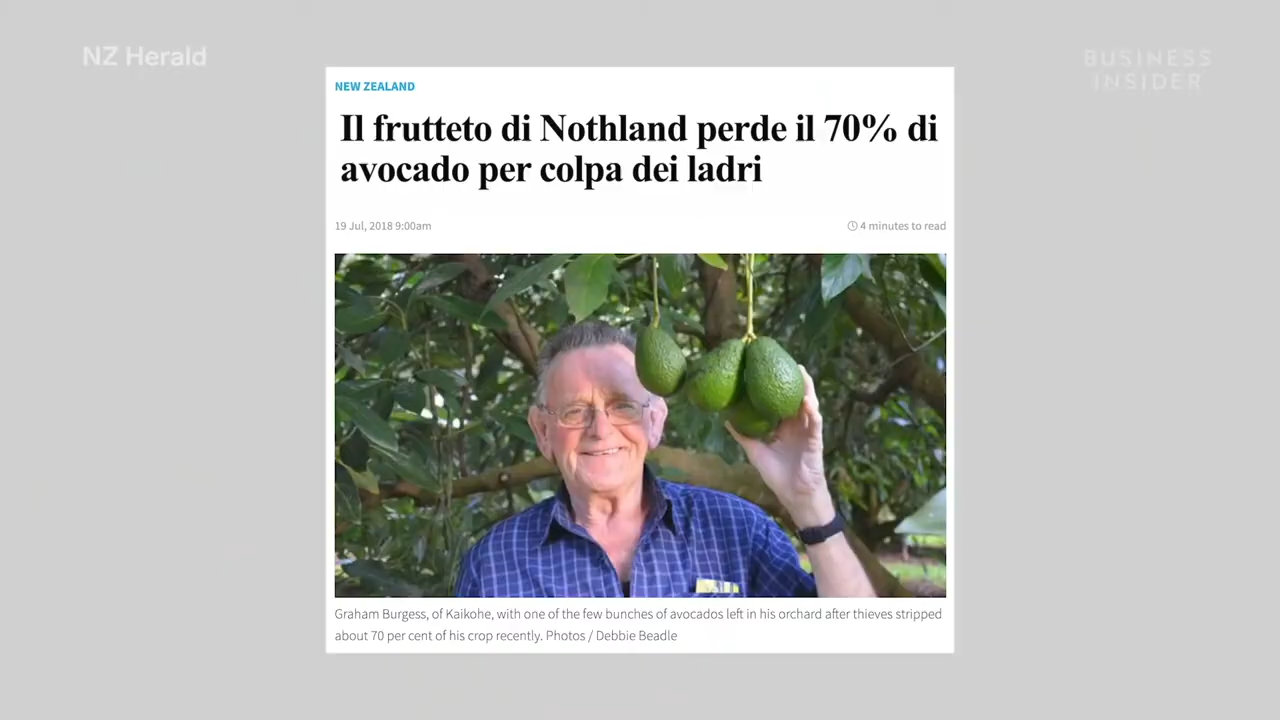 NZ Herald
BUSINESS
INSIDER
NEW ZEALAND
Il frutteto di Nothland perde il 70% di
avocado per colpa dei ladri
19 Jul, 2018 9:00am
4 minutes to read
Graham Burgess, of Kaikohe, with one of the few bunches of avocados left in his orchard after thieves stripped
about 70 per cent of his crop recently. Photos / Debbie Beadle